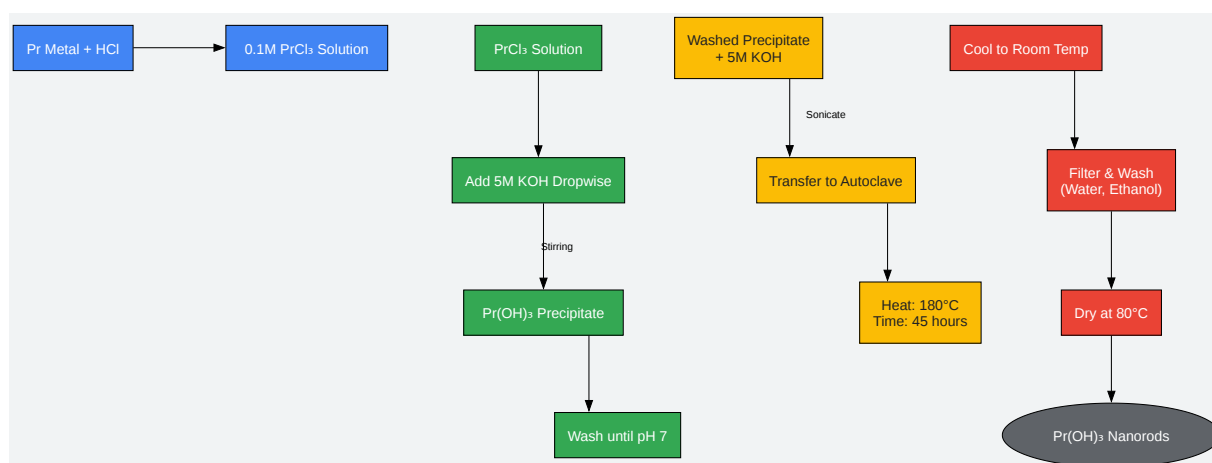 Pr Metal + HCl
0.1M PrCl₃ Solution
PrCl₃ Solution
Add 5M KOH Dropwise
Stirring
Pr(OH)₃ Precipitate
Wash until pH 7
Washed Precipitate
+ 5M KOH
Sonicate
Transfer to Autoclave
Heat: 180°C
Time: 45 hours
Cool to Room Temp
Filter & Wash
(Water, Ethanol)
Dry at 80°C
Pr(OH)₃ Nanorods